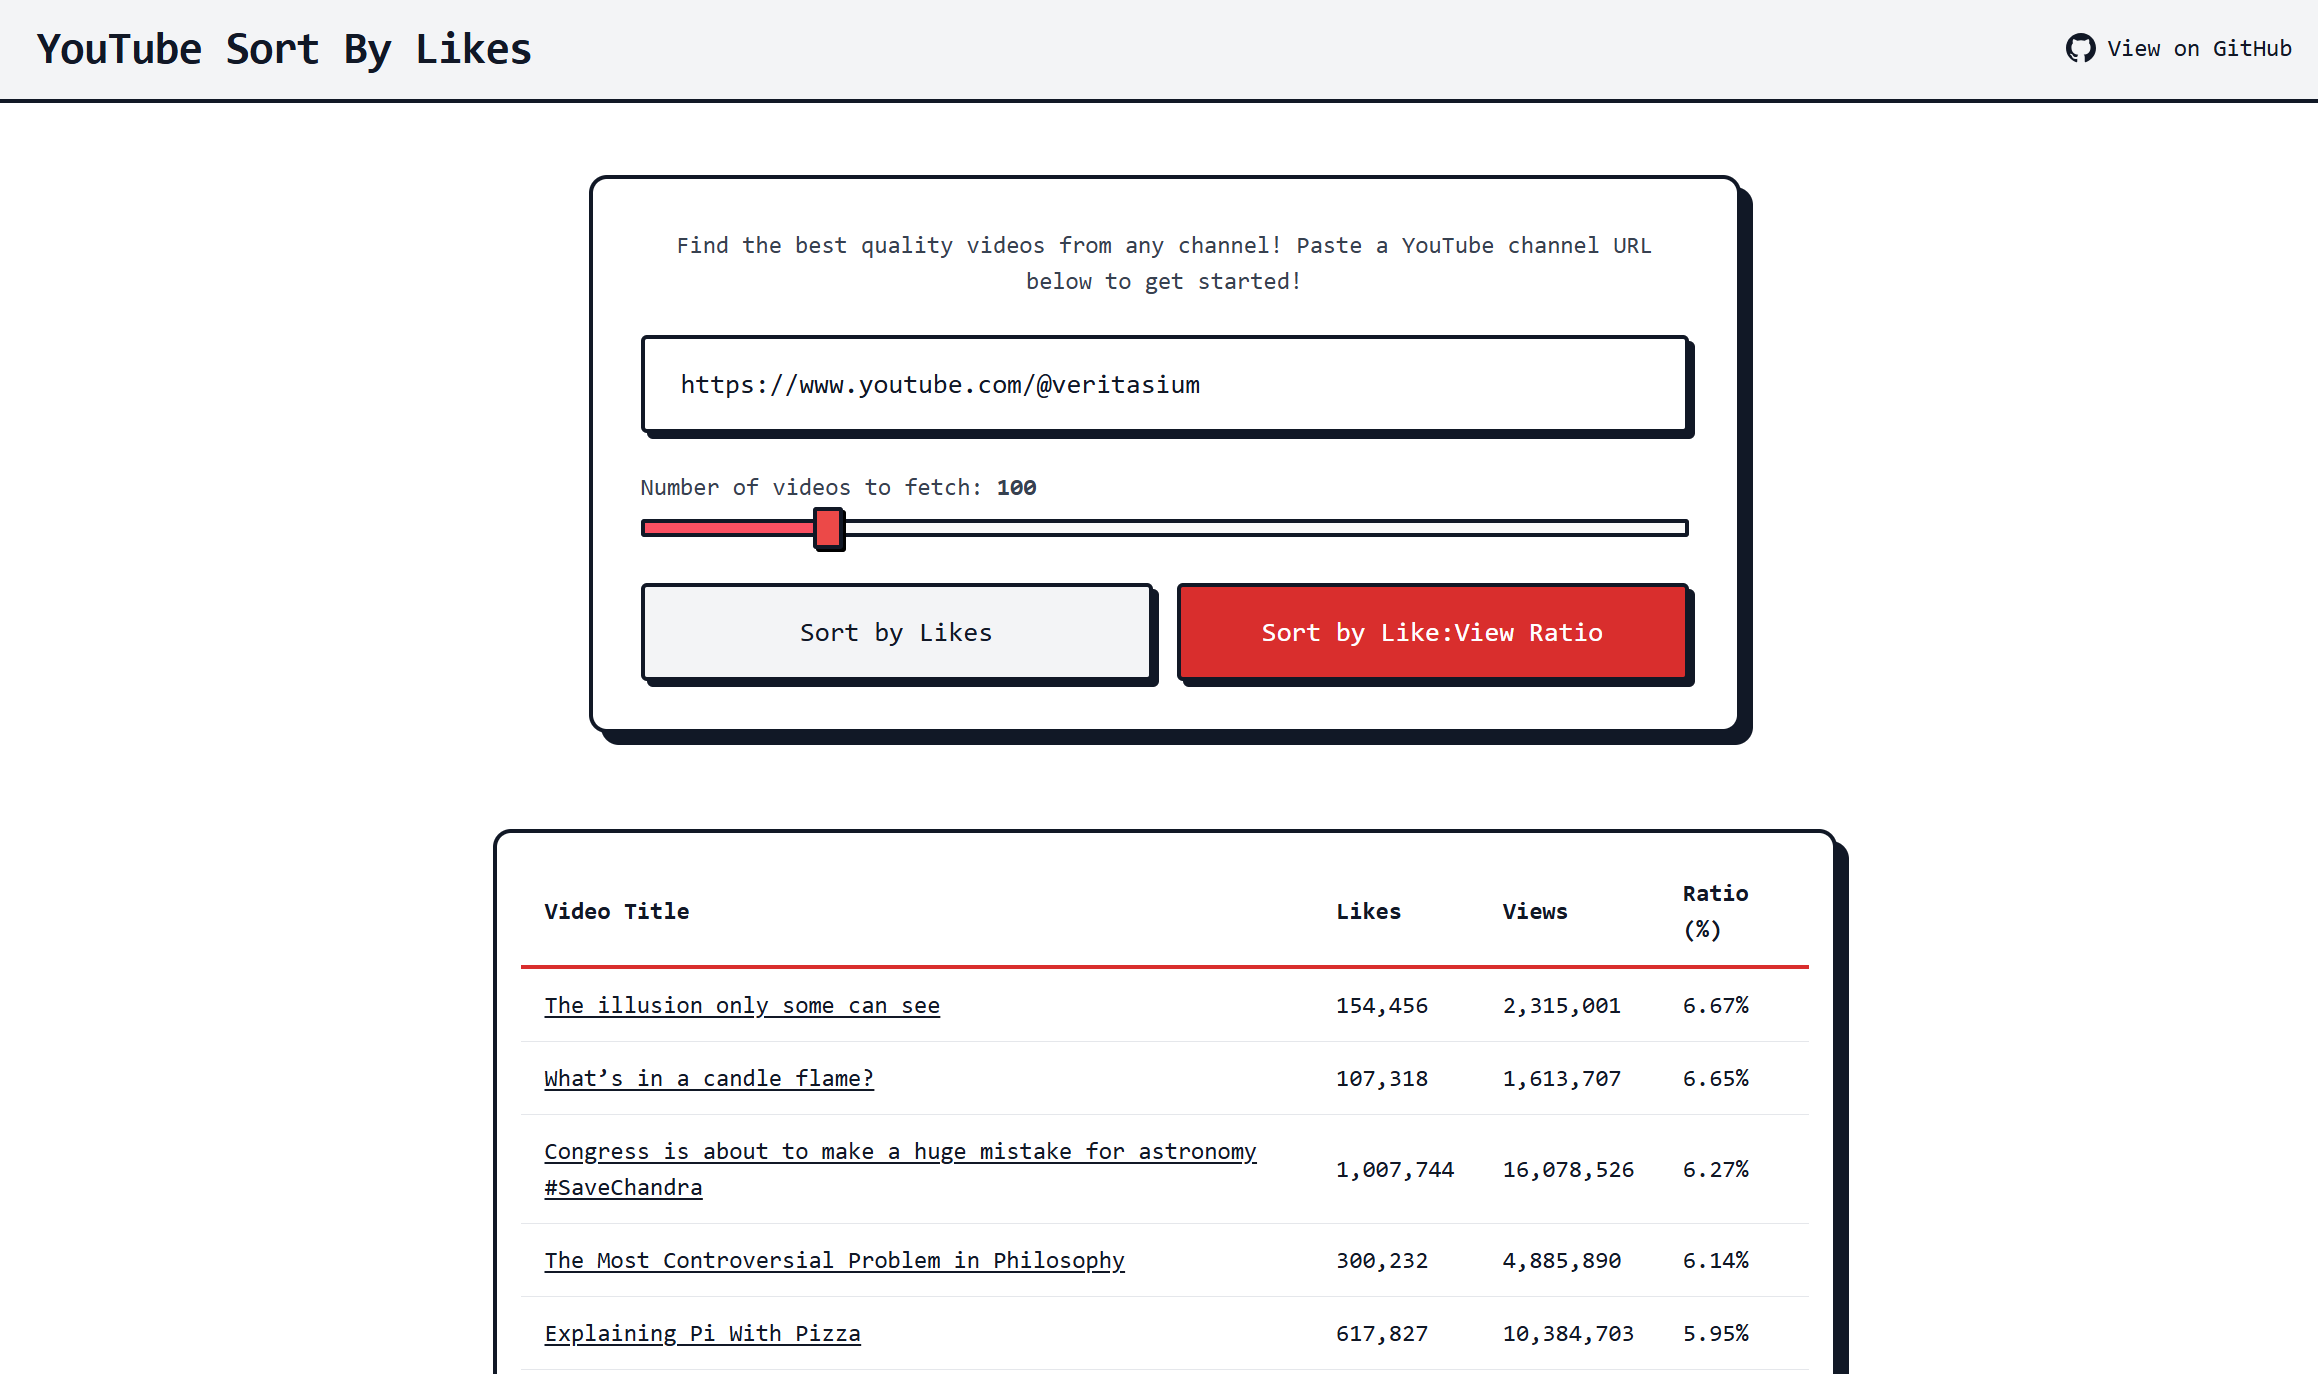 YouTube Sort By Likes
View on GitHub
Find the best quality videos from any channel! Paste a YouTube channel URL
below to get started!
https://www.youtube.com/@veritasium
Number of videos to fetch: 100
Sort by Likes
Sort by Like:View Ratio
Video Title Likes Views Ratio
(%)
The illusion only some can see 154,456 2,315,001 6.67%
What’s in a candle flame? 107,318 1,613,707 6.65%
Congress is about to make a huge mistake for astronomy
#SaveChandra 1,007,744 16,078,526 6.27%
The Most Controversial Problem in Philosophy 300,232 4,885,890 6.14%
Explaining Pi With Pizza 617,827 10,384,703 5.95%